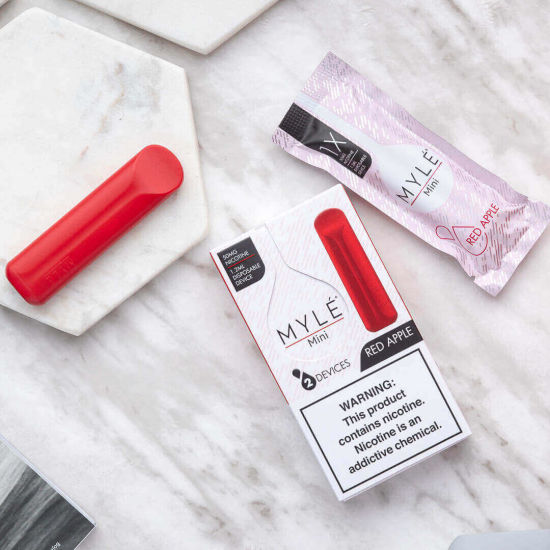 1X
MYLÉ
Mini
RED APPLE
50MG
NICOTINE
1.2ML
DISPOSABLE
DEVICE
MYLÉ
Mini
2 DEVICES
RED APPLE
WARNING:
This product
contains nicotine.
Nicotine is an
addictive chemical.